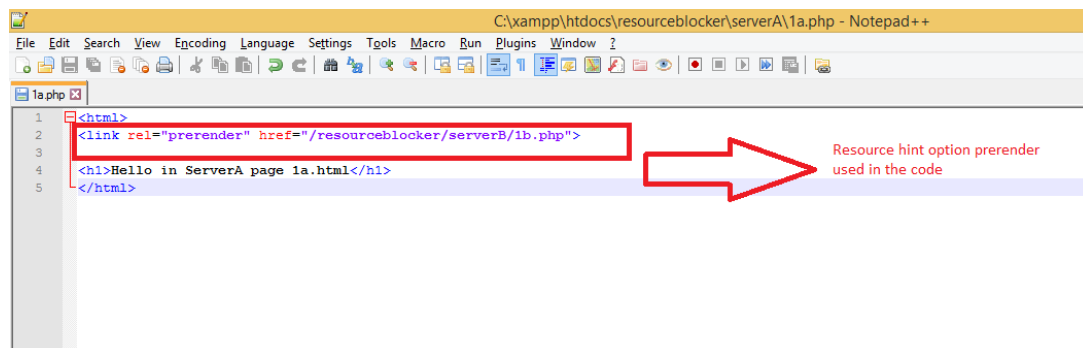 C:\xampp\htdocs\resourceblocker\serverA\1a.php - Notepad++
File Edit Search View Encoding Language Settings Tools Macro Run Plugins Window ?
1a.php
1 <html>
2 <link rel="prerender" href="/resourceblocker/serverB/1b.php">
3
4 <h1>Hello in ServerA page 1a.html</h1>
5 </html>
Resource hint option prerender
used in the code